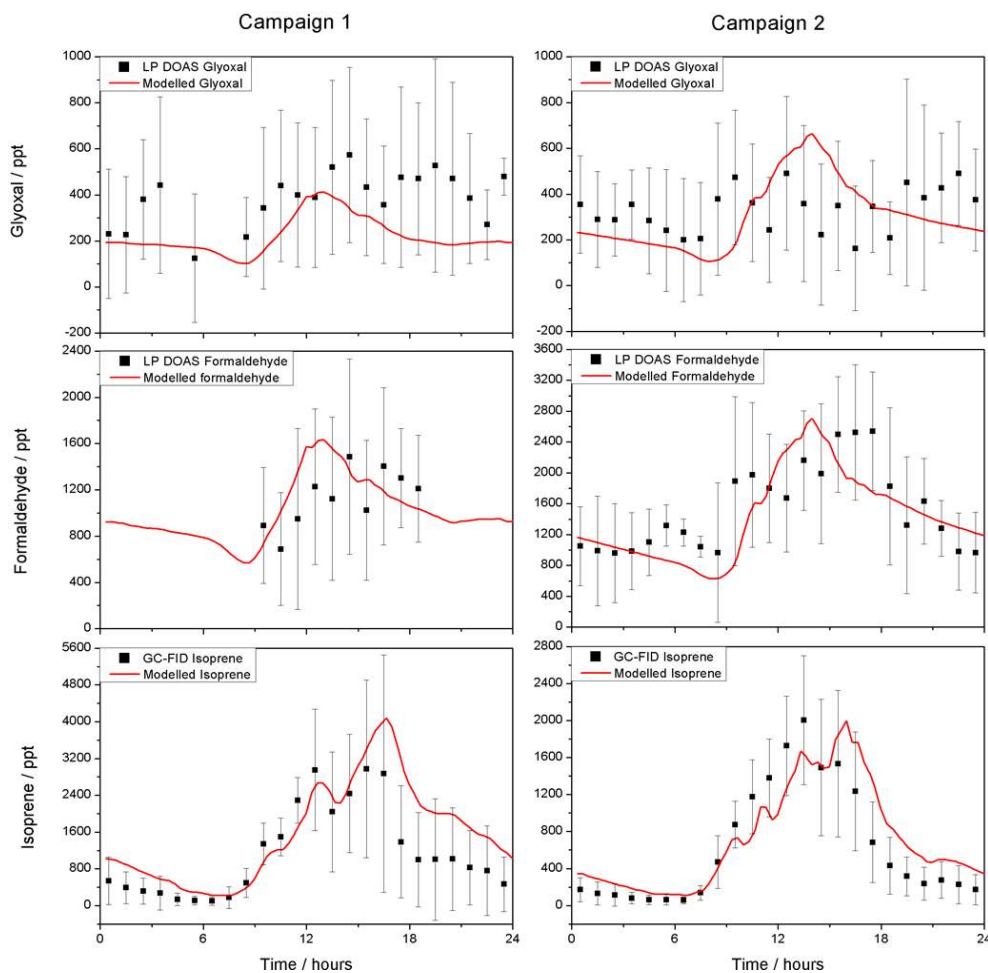 Campaign 1
Campaign 2
1000
800
600
400
200
0
-200
Glyoxal / ppt
LP DOAS Glyoxal
Modelled Glyoxal
1000
800
600
400
200
0
-200
LP DOAS Glyoxal
Modelled Glyoxal
2400
2000
1600
1200
800
400
0
Formaldehyde / ppt
LP DOAS Formaldehyde
Modelled formaldehyde
3600
3200
2800
2400
2000
1600
1200
800
400
0
LP DOAS Formaldehyde
Modelled Formaldehyde
5600
4800
4000
3200
2400
1600
800
0
Isoprene / ppt
GC-FID Isoprene
Modelled Isoprene
2800
2400
2000
1600
1200
800
400
0
GC-FID Isoprene
Modelled Isoprene
0 6 12 18 24
Time / hours
0 6 12 18 24
Time / hours